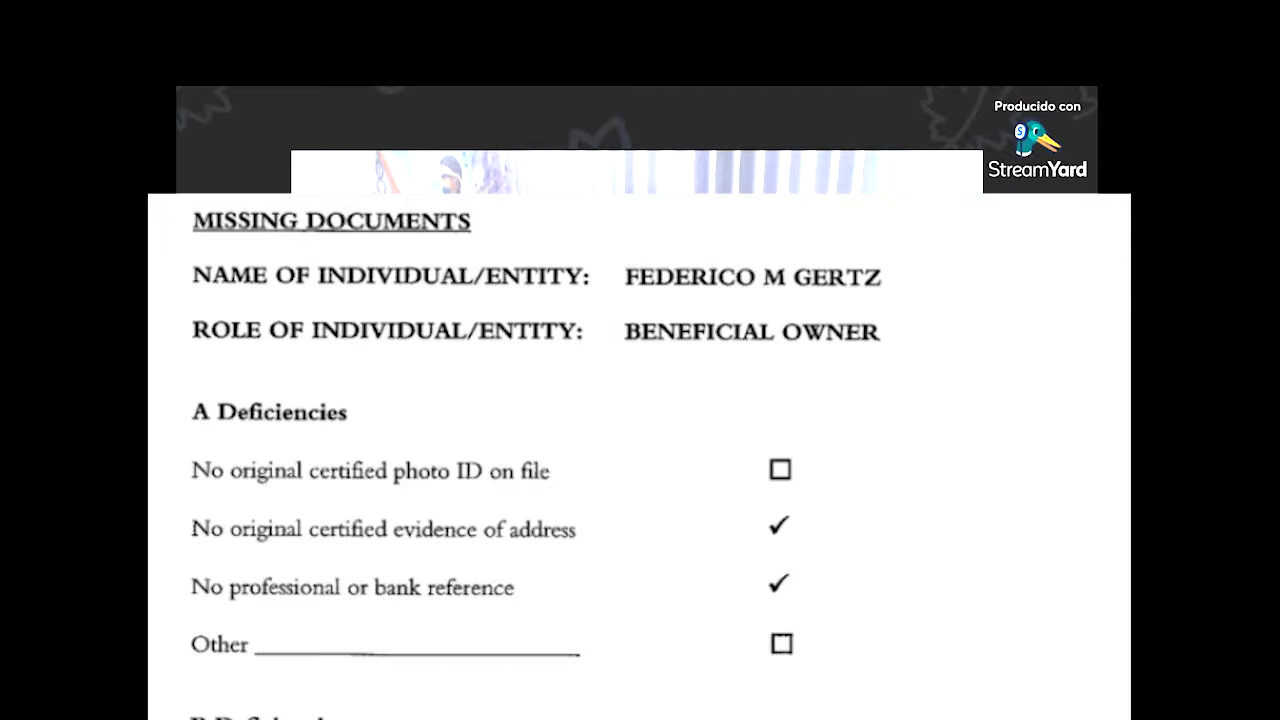 Producido con
StreamYard
MISSING DOCUMENTS
NAME OF INDIVIDUAL/ENTITY: FEDERICO M GERTZ
ROLE OF INDIVIDUAL/ENTITY: BENEFICIAL OWNER
A Deficiencies
No original certified photo ID on file ☐
No original certified evidence of address ✓
No professional or bank reference ✓
Other ____________ ☐